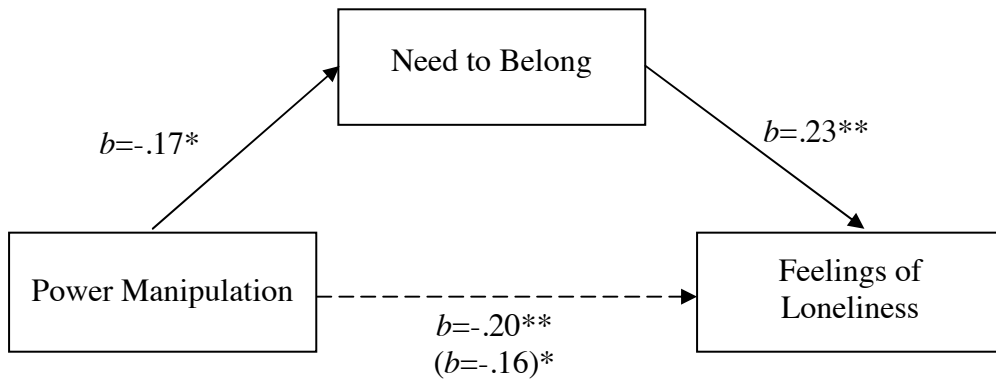 Need to Belong
b=-.17*
b=.23**
Power Manipulation
Feelings of
Loneliness
b=-.20**
(b=-.16)*